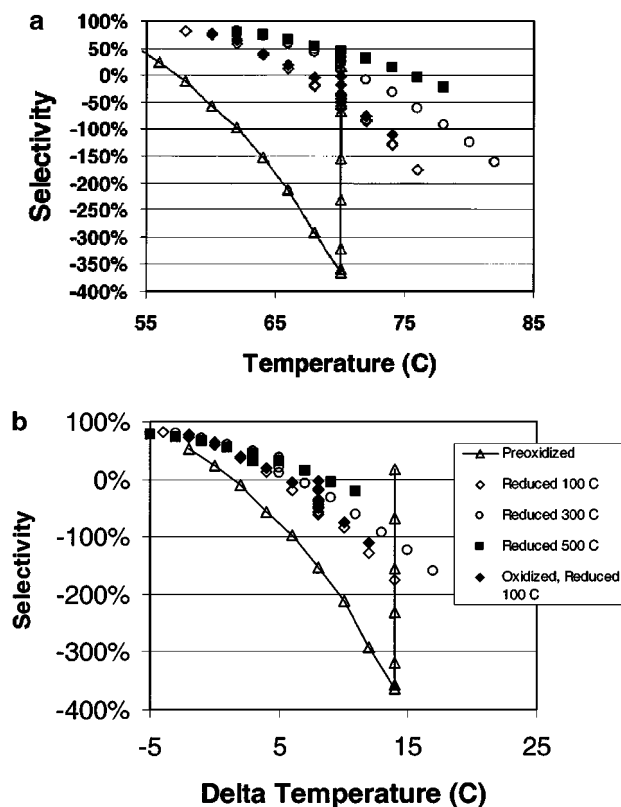 a
100%
50%
0%
-50%
-100%
-150%
-200%
-250%
-300%
-350%
-400%
Selectivity
55
65
75
85
Temperature (C)
b
100%
0%
-100%
-200%
-300%
-400%
Selectivity
Preoxidized
Reduced 100 C
Reduced 300 C
Reduced 500 C
Oxidized, Reduced
100 C
-5
5
15
25
Delta Temperature (C)